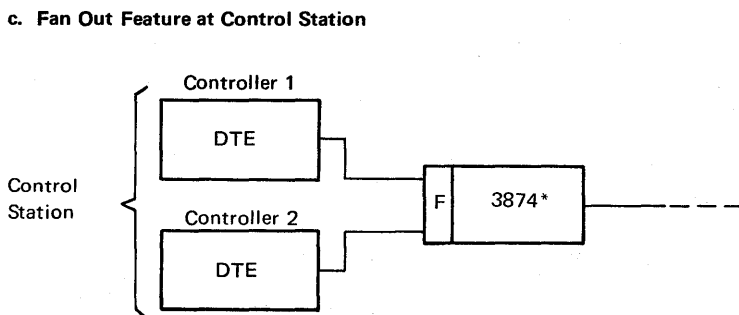 c. Fan Out Feature at Control Station
Controller 1
DTE
Control
Station
F
3874*
Controller 2
DTE